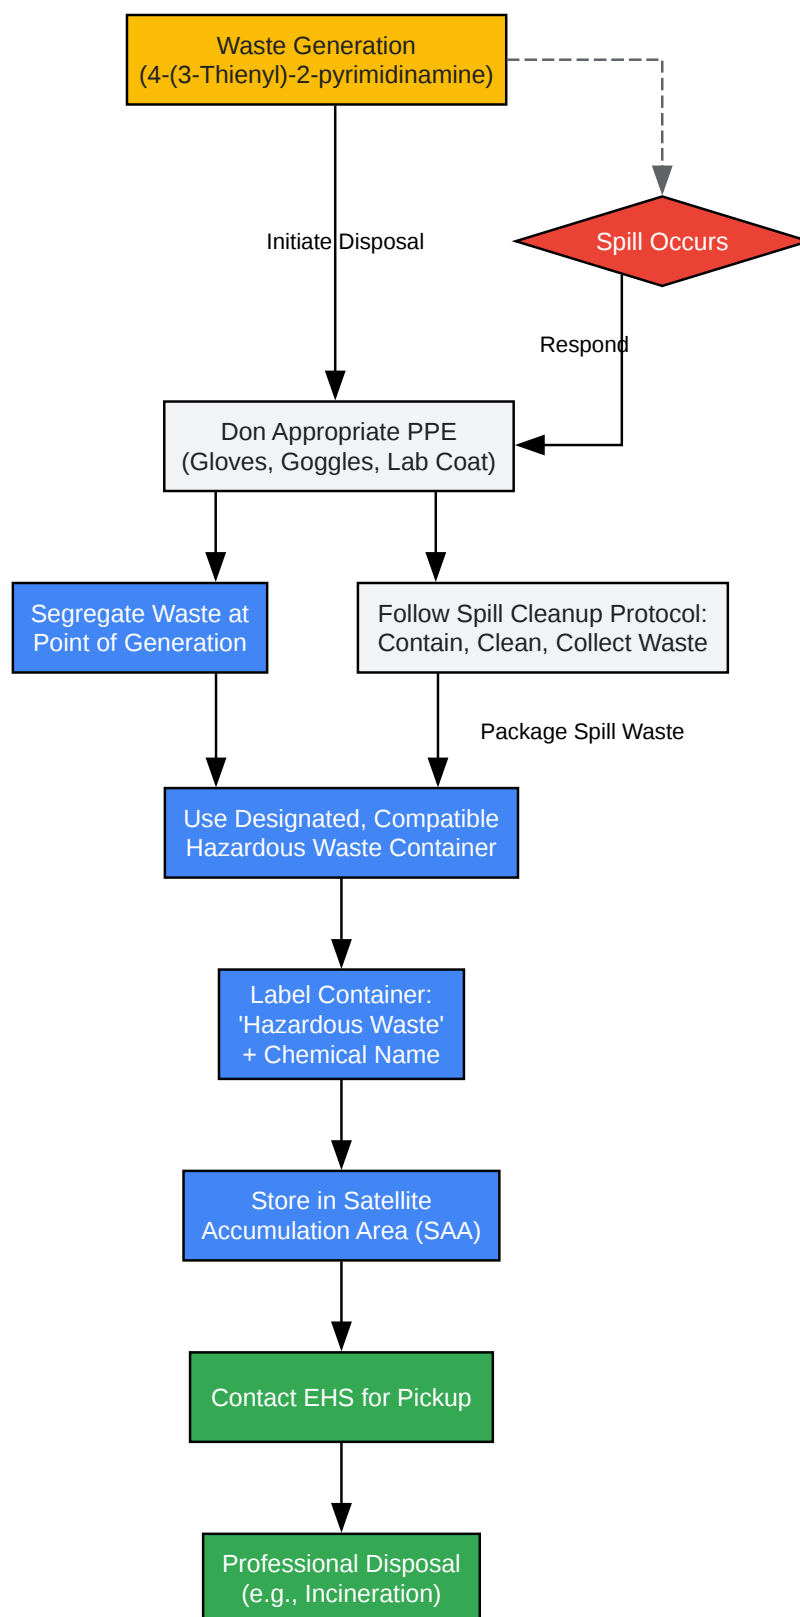 Waste Generation
(4-(3-Thienyl)-2-pyrimidinamine)
Spill Occurs
Initiate Disposal
Respond
Don Appropriate PPE
(Gloves, Goggles, Lab Coat)
Segregate Waste at
Point of Generation
Follow Spill Cleanup Protocol:
Contain, Clean, Collect Waste
Package Spill Waste
Use Designated, Compatible
Hazardous Waste Container
Label Container:
'Hazardous Waste'
+ Chemical Name
Store in Satellite
Accumulation Area (SAA)
Contact EHS for Pickup
Professional Disposal
(e.g., Incineration)